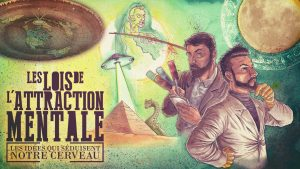 LES LOIS DE
L'ATTRACTION
MENTALE
LES IDÉES QUI SÉDUISENT
NOTRE CERVEAU